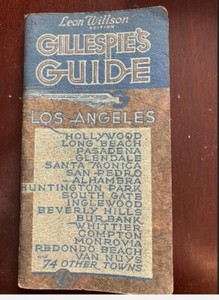 Leon Willson
EDITION
GILLESPIE'S
GUIDE
LOS ANGELES
HOLLYWOOD
LONG BEACH
PASADENA
GLENDALE
SANTA MONICA
SAN PEDRO
ALHAMBRA
HUNTINGTON PARK
SOUTH GATE
INGLEWOOD
BEVERLY HILLS
BURBANK
WHITTIER
COMPTON
MONROVIA
REDONDO BEACH
VAN NUYS
74 OTHER TOWNS